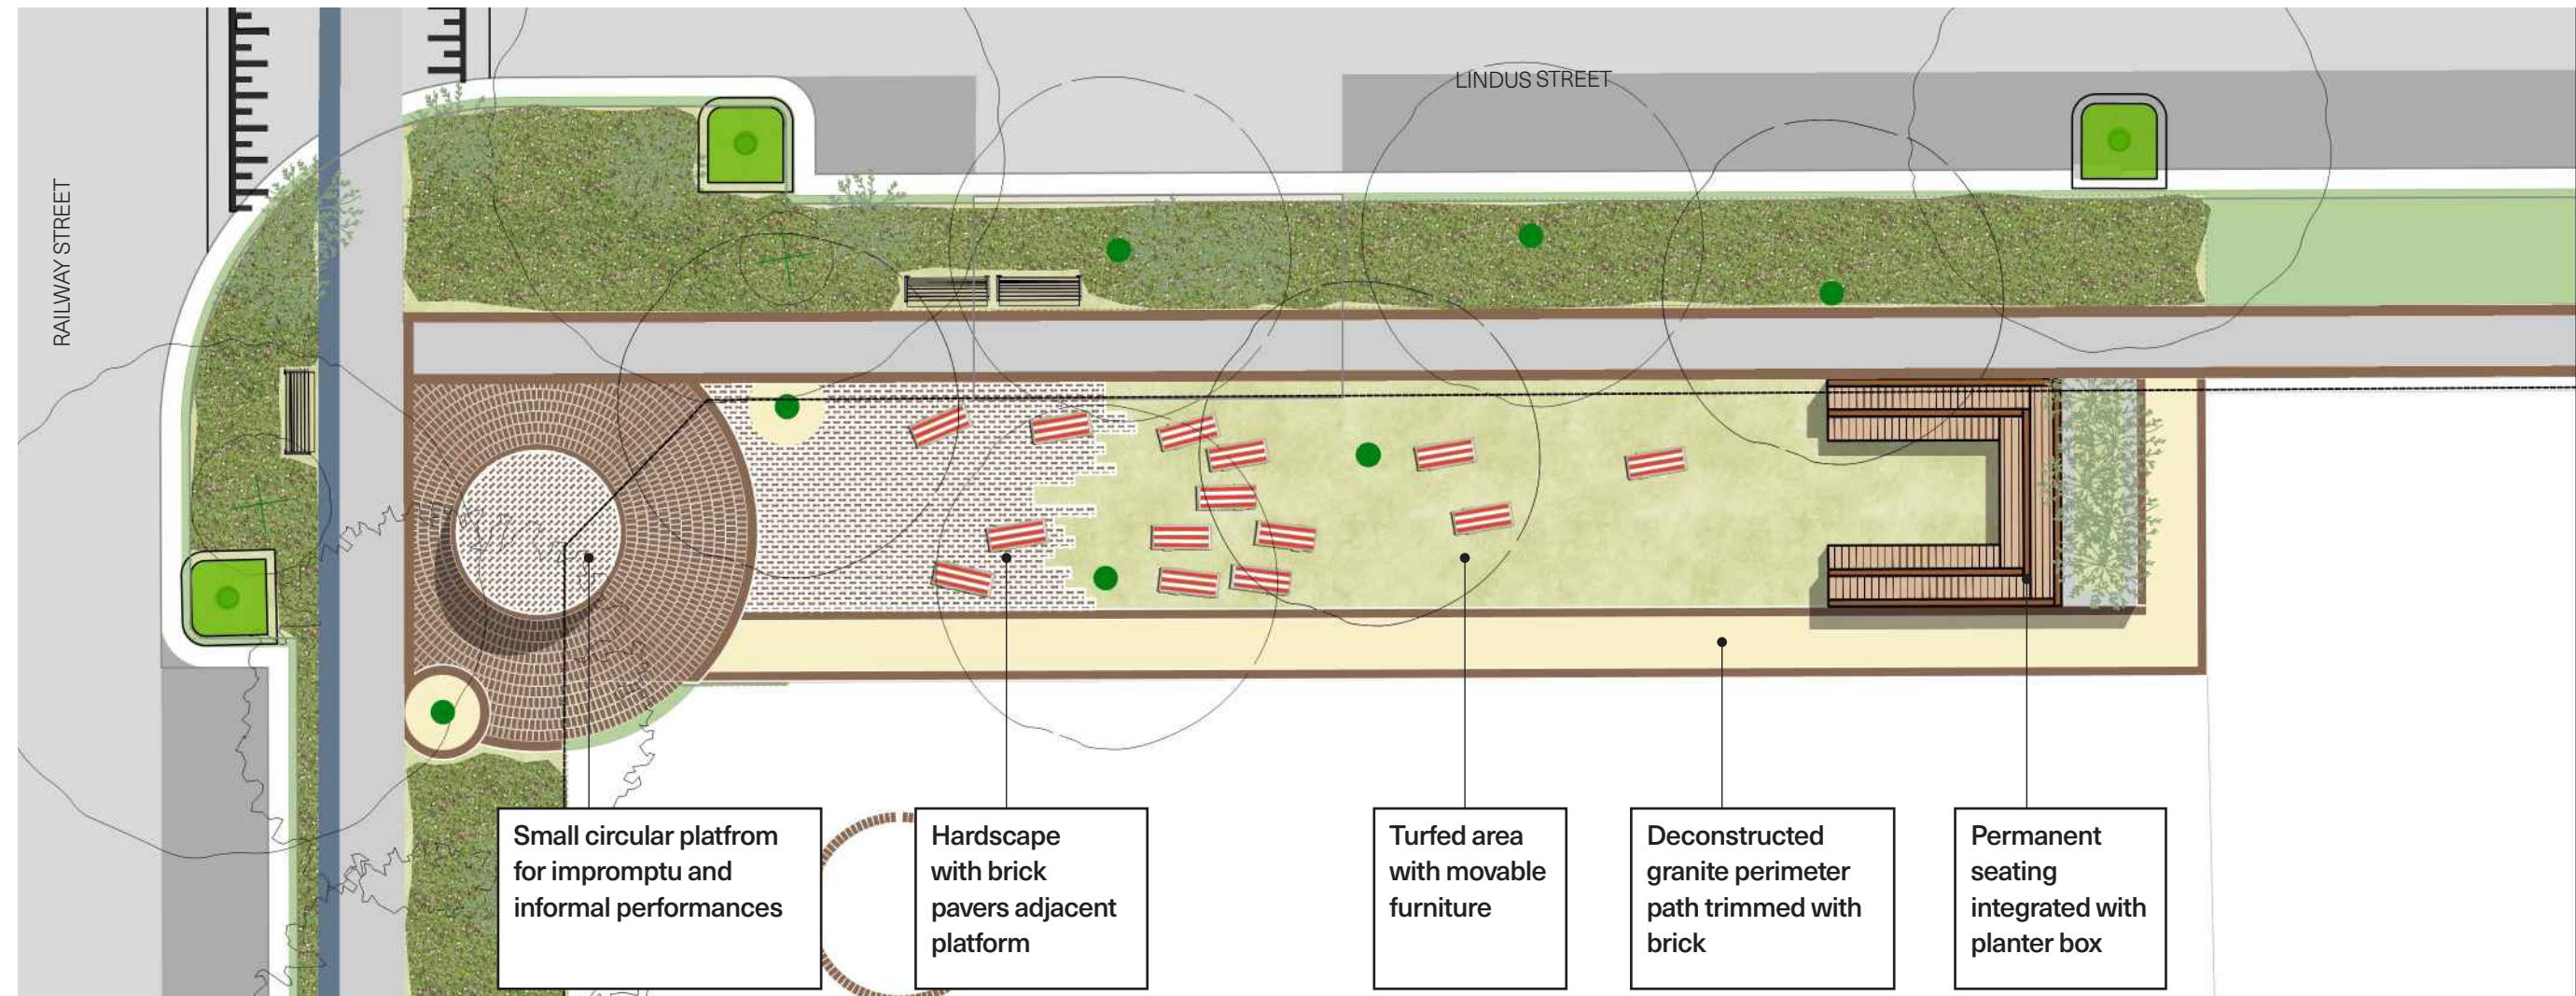 LINDUS STREET
RAILWAY STREET
Small circular platfrom
for impromptu and
informal performances
Hardscape
with brick
pavers adjacent
platform
Turfed area
with movable
furniture
Deconstructed
granite perimeter
path trimmed with
brick
Permanent
seating
integrated with
planter box